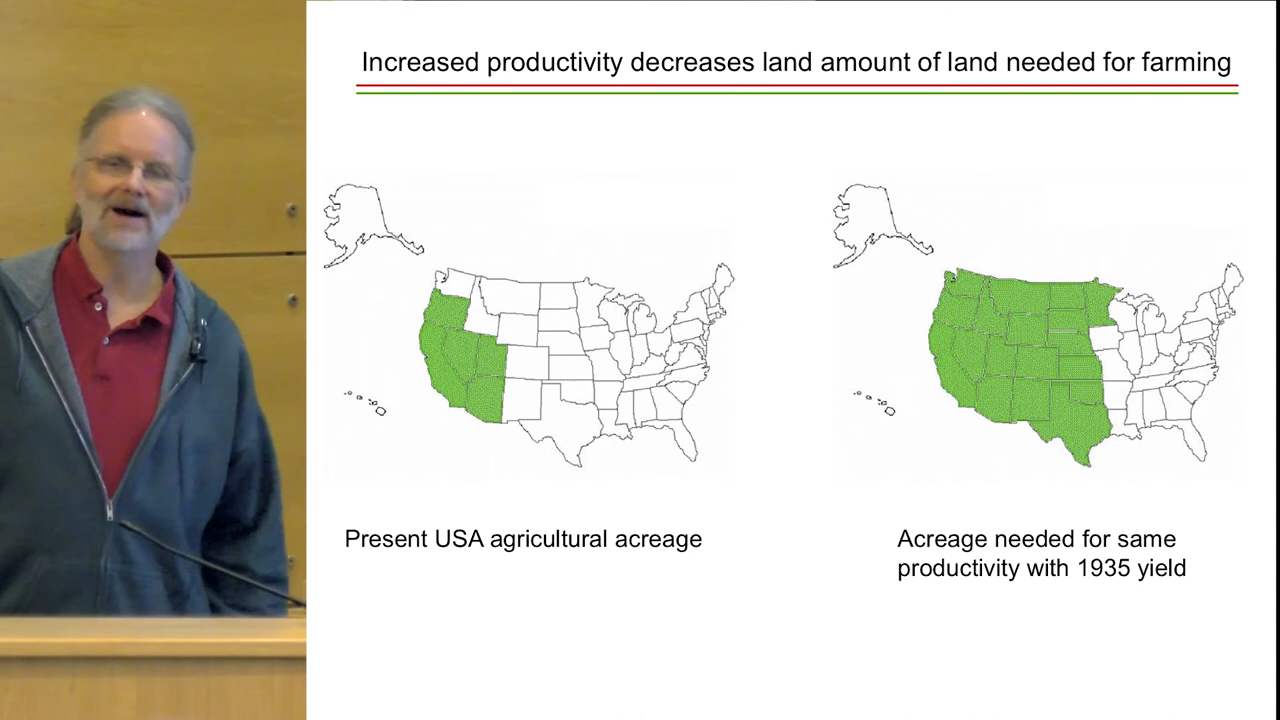 Increased productivity decreases land amount of land needed for farming
Present USA agricultural acreage
Acreage needed for same
productivity with 1935 yield